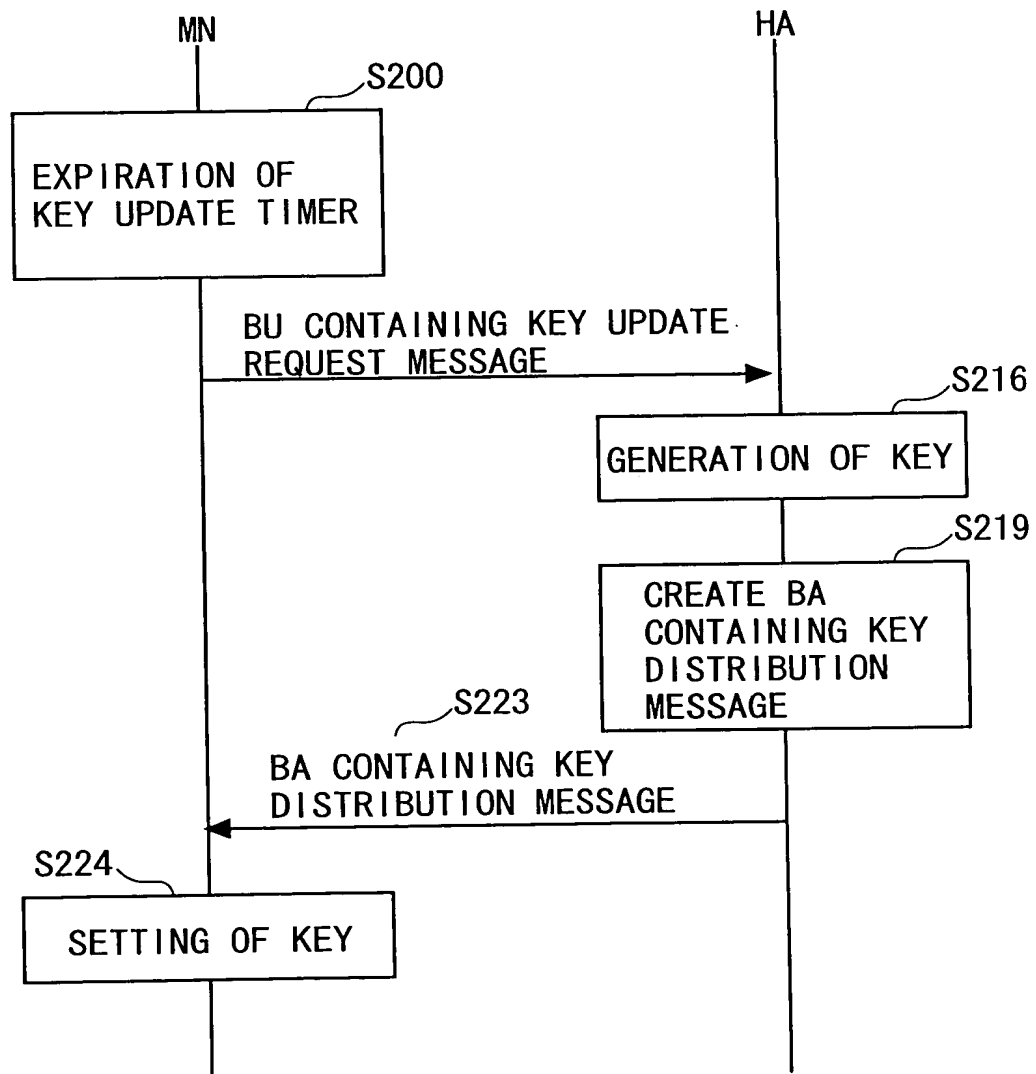 MN
HA
S200
EXPIRATION OF
KEY UPDATE TIMER
BU CONTAINING KEY UPDATE
REQUEST MESSAGE
S216
GENERATION OF KEY
S219
CREATE BA
CONTAINING KEY
DISTRIBUTION
MESSAGE
S223
BA CONTAINING KEY
DISTRIBUTION MESSAGE
S224
SETTING OF KEY